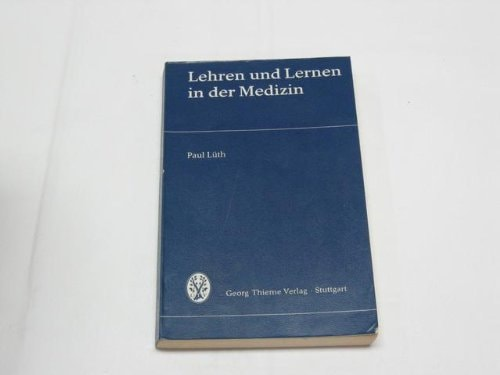 Lehren und Lernen
in der Medizin
Paul Lüth
Georg Thieme Verlag · Stuttgart